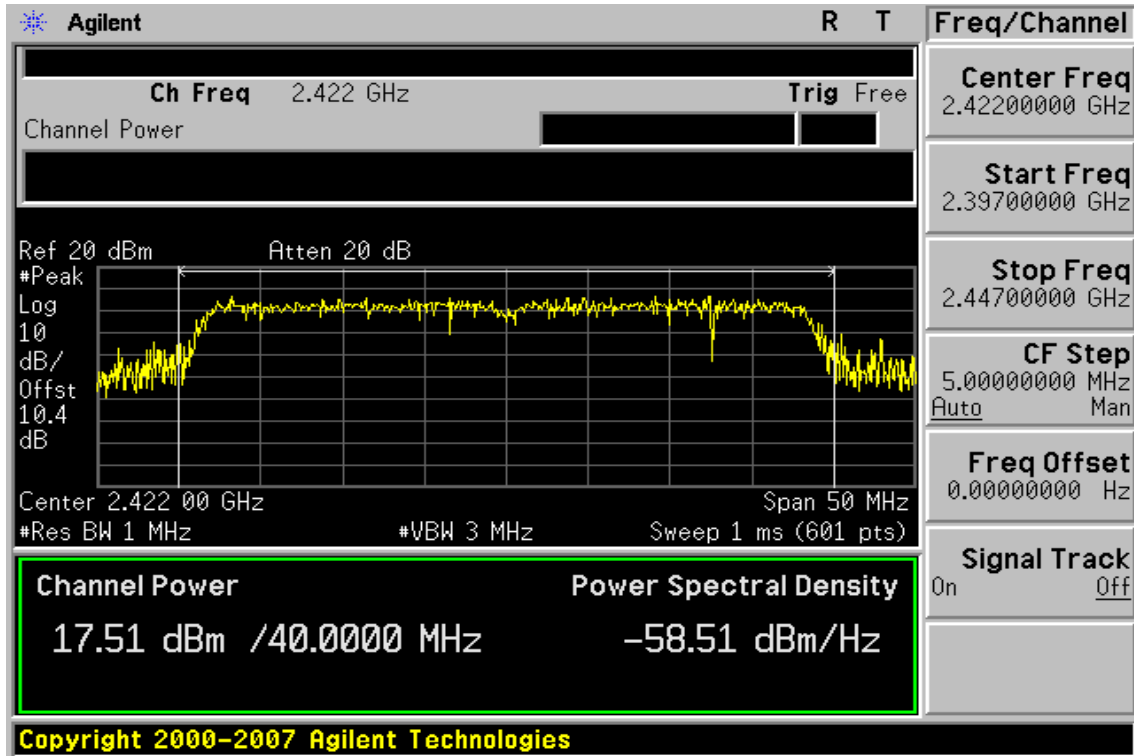 Agilent R T Freq/Channel
Ch Freq 2.422 GHz Trig Free
Channel Power
Center Freq
2.42200000 GHz
Start Freq
2.39700000 GHz
Stop Freq
2.44700000 GHz
CF Step
5.00000000 MHz
Auto Man
Freq Offset
0.00000000 Hz
Signal Track
On Off
Ref 20 dBm Atten 20 dB
#Peak
Log
10
dB/
Offst
10.4
dB
Center 2.422 00 GHz Span 50 MHz
#Res BW 1 MHz #VBW 3 MHz Sweep 1 ms (601 pts)
Channel Power Power Spectral Density
17.51 dBm /40.0000 MHz -58.51 dBm/Hz
Copyright 2000-2007 Agilent Technologies